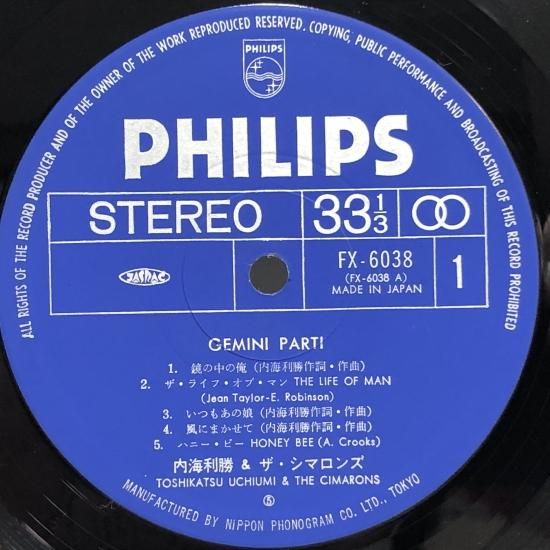 ALL RIGHTS OF THE RECORD PRODUCER AND OF THE OWNER OF THE WORK REPRODUCED RESERVED. COPYING, PUBLIC PERFORMANCE AND BROADCASTING OF THIS RECORD PROHIBITED
PHILIPS
PHILIPS
STEREO 33 1/3
JASRAC
FX-6038
(FX-6038 A)
MADE IN JAPAN
1
GEMINI PARTI
1. 鏡の中の俺 (内海利勝作詞・作曲)
2. ザ・ライフ・オブ・マン THE LIFE OF MAN
(Jean Taylor-E. Robinson)
3. いつもあの娘 (内海利勝作詞・作曲)
4. 風にまかせて (内海利勝作詞・作曲)
5. ハニー・ビー HONEY BEE (A. Crooks)
内海利勝 & ザ・シマロンズ
TOSHIKATSU UCHIUMI & THE CIMARONS
⑤
MANUFACTURED BY NIPPON PHONOGRAM CO. LTD., TOKYO